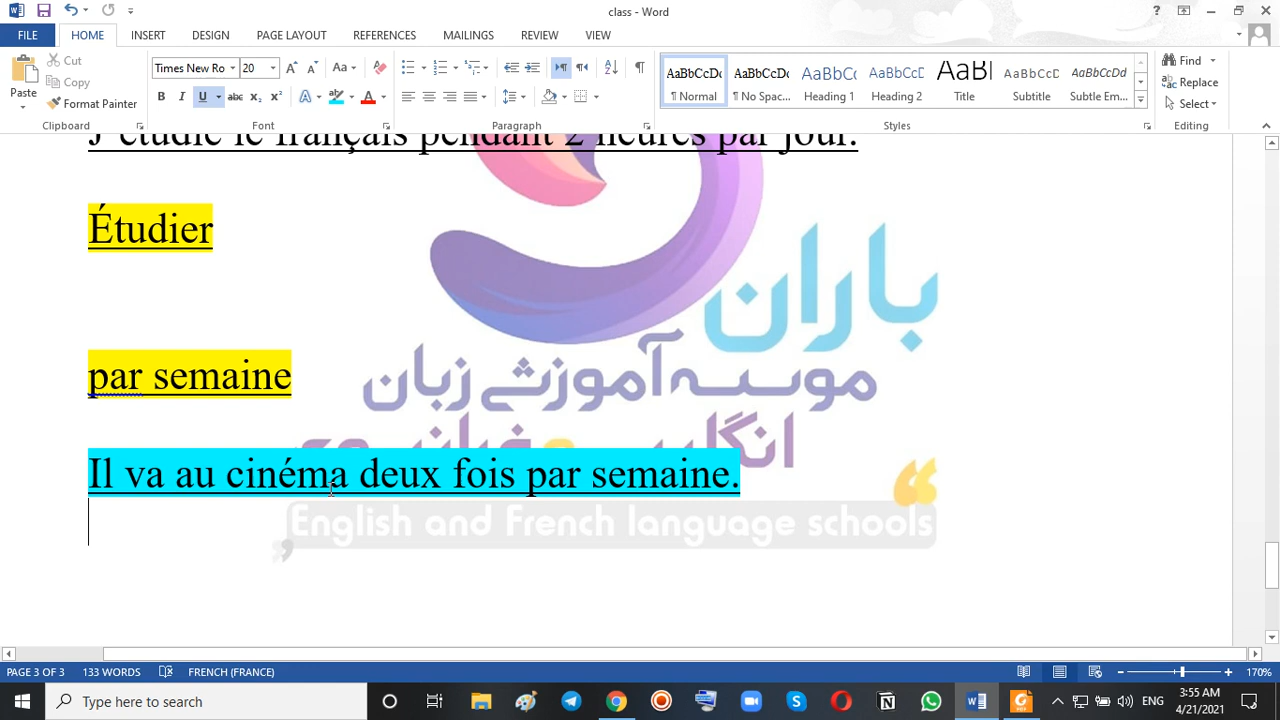 class - Word
FILE HOME INSERT DESIGN PAGE LAYOUT REFERENCES MAILINGS REVIEW VIEW
Paste
Cut
Copy
Format Painter
Clipboard
Times New Ro 20
Font
Paragraph
AaBbCcDc AaBbCcDc AaBbCc AaBbCcD AaBl AaBbCcD AaBbCcDd
¶ Normal ¶ No Spac... Heading 1 Heading 2 Title Subtitle Subtle Em...
Styles
Find
Replace
Select
Editing
J'étudie le français pendant 2 heures par jour.
Étudier
par semaine
Il va au cinéma deux fois par semaine.
باران
موسسه آموزشی زبان
English and French language schools
PAGE 3 OF 3 133 WORDS FRENCH (FRANCE) 170%
Type here to search
ENG
3:55 AM
4/21/2021